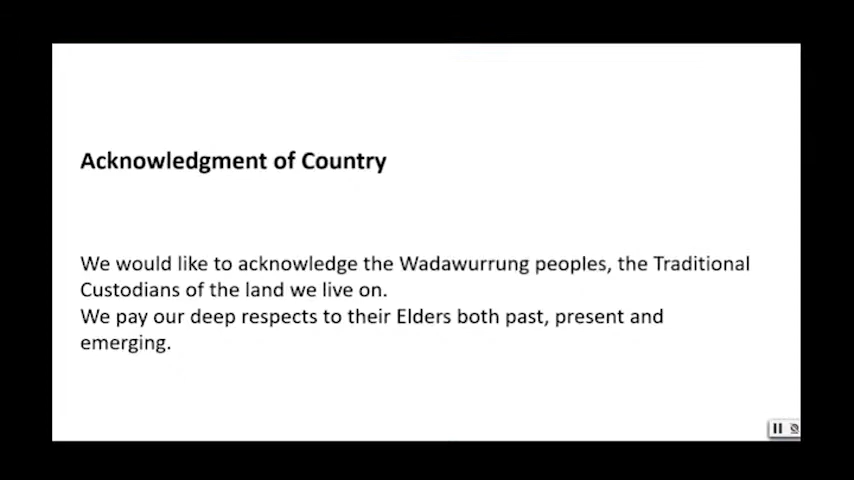 Acknowledgment of Country
We would like to acknowledge the Wadawurrung peoples, the Traditional
Custodians of the land we live on.
We pay our deep respects to their Elders both past, present and
emerging.